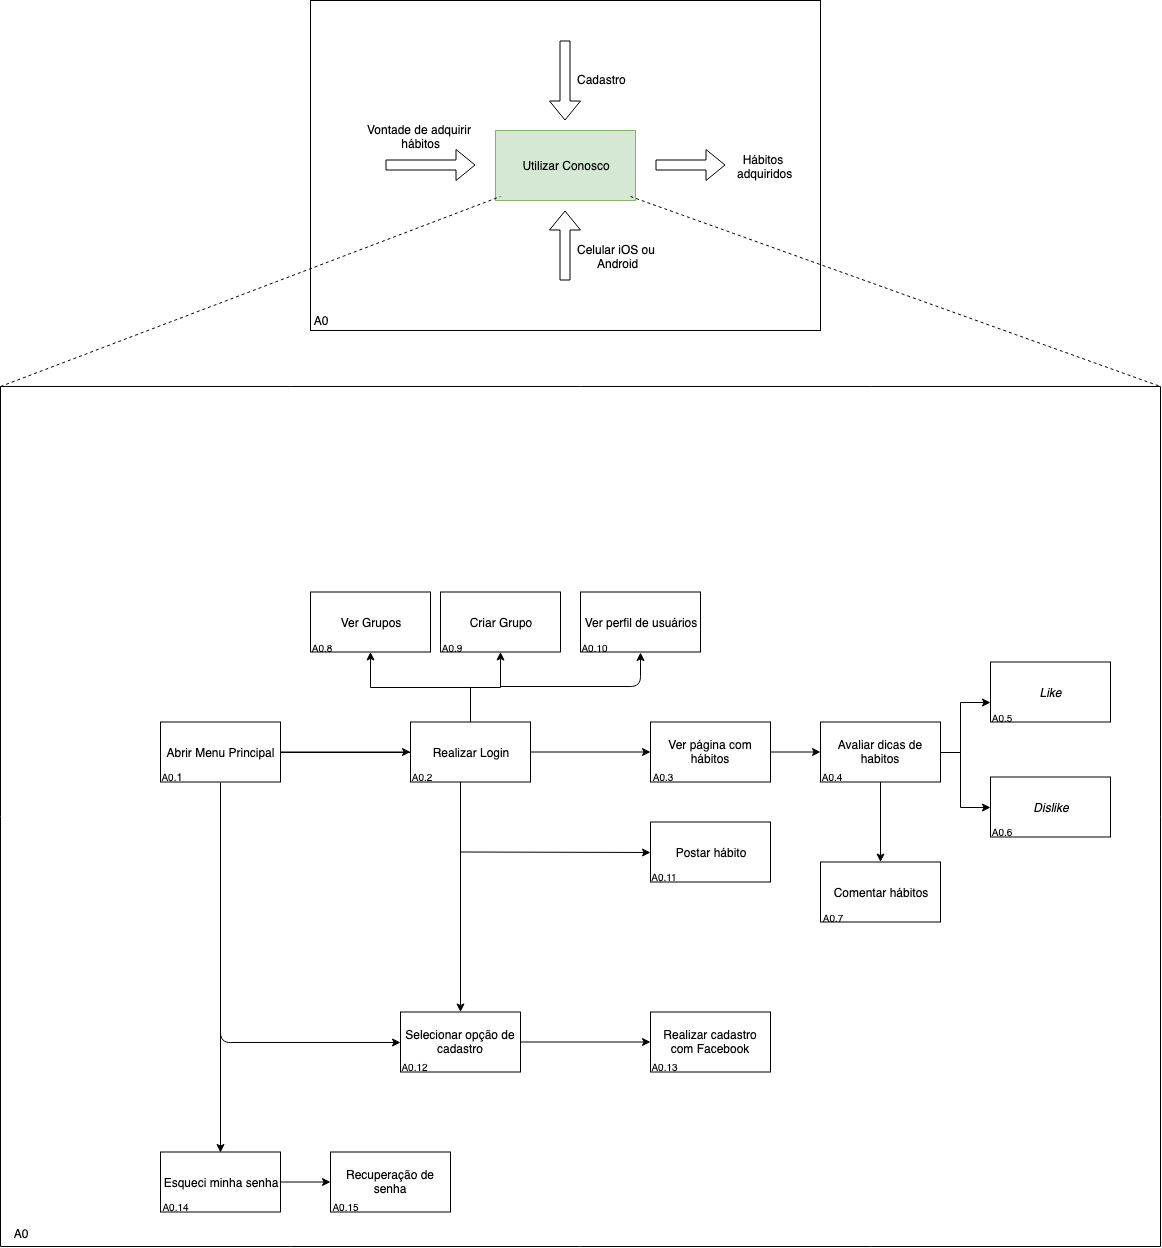 Cadastro
Vontade de adquirir
hábitos
Utilizar Conosco
Hábitos
adquiridos
Celular iOS ou
Android
A0
Ver Grupos
A0.8
Criar Grupo
A0.9
Ver perfil de usuários
A0.10
Like
A0.5
Abrir Menu Principal
A0.1
Realizar Login
A0.2
Ver página com
hábitos
A0.3
Avaliar dicas de
habitos
A0.4
Dislike
A0.6
Postar hábito
A0.11
Comentar hábitos
A0.7
Selecionar opção de
cadastro
A0.12
Realizar cadastro
com Facebook
A0.13
Esqueci minha senha
A0.14
Recuperação de
senha
A0.15
A0